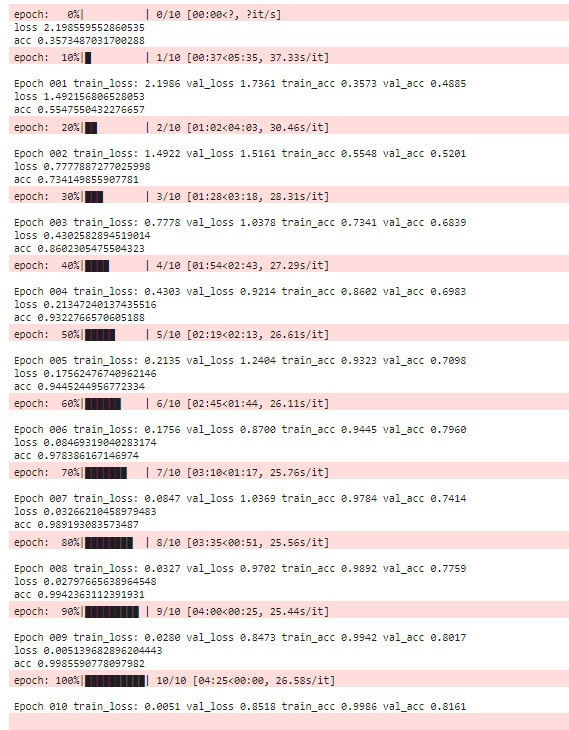 epoch:   0%|          | 0/10 [00:00<?, ?it/s]
loss 2.198559552860535
acc 0.3573487031700288
epoch:  10%|█         | 1/10 [00:37<05:35, 37.33s/it]
Epoch 001 train_loss: 2.1986 val_loss 1.7361 train_acc 0.3573 val_acc 0.4885
loss 1.492156806528053
acc 0.5547550432276657
epoch:  20%|██        | 2/10 [01:02<04:03, 30.46s/it]
Epoch 002 train_loss: 1.4922 val_loss 1.5161 train_acc 0.5548 val_acc 0.5201
loss 0.7777887277025998
acc 0.734149855907781
epoch:  30%|███       | 3/10 [01:28<03:18, 28.31s/it]
Epoch 003 train_loss: 0.7778 val_loss 1.0378 train_acc 0.7341 val_acc 0.6839
loss 0.4302582894519014
acc 0.8602305475504323
epoch:  40%|████      | 4/10 [01:54<02:43, 27.29s/it]
Epoch 004 train_loss: 0.4303 val_loss 0.9214 train_acc 0.8602 val_acc 0.6983
loss 0.21347240137435516
acc 0.9322766570605188
epoch:  50%|█████     | 5/10 [02:19<02:13, 26.61s/it]
Epoch 005 train_loss: 0.2135 val_loss 1.2404 train_acc 0.9323 val_acc 0.7098
loss 0.17562476740962146
acc 0.9445244956772334
epoch:  60%|██████    | 6/10 [02:45<01:44, 26.11s/it]
Epoch 006 train_loss: 0.1756 val_loss 0.8700 train_acc 0.9445 val_acc 0.7960
loss 0.08469319040283174
acc 0.978386167146974
epoch:  70%|███████   | 7/10 [03:10<01:17, 25.76s/it]
Epoch 007 train_loss: 0.0847 val_loss 1.0369 train_acc 0.9784 val_acc 0.7414
loss 0.03266210458979483
acc 0.989193083573487
epoch:  80%|████████  | 8/10 [03:35<00:51, 25.56s/it]
Epoch 008 train_loss: 0.0327 val_loss 0.9702 train_acc 0.9892 val_acc 0.7759
loss 0.02797665638964548
acc 0.9942363112391931
epoch:  90%|█████████ | 9/10 [04:00<00:25, 25.44s/it]
Epoch 009 train_loss: 0.0280 val_loss 0.8473 train_acc 0.9942 val_acc 0.8017
loss 0.005139682896204443
acc 0.9985590778097982
epoch: 100%|██████████| 10/10 [04:25<00:00, 26.58s/it]
Epoch 010 train_loss: 0.0051 val_loss 0.8518 train_acc 0.9986 val_acc 0.8161